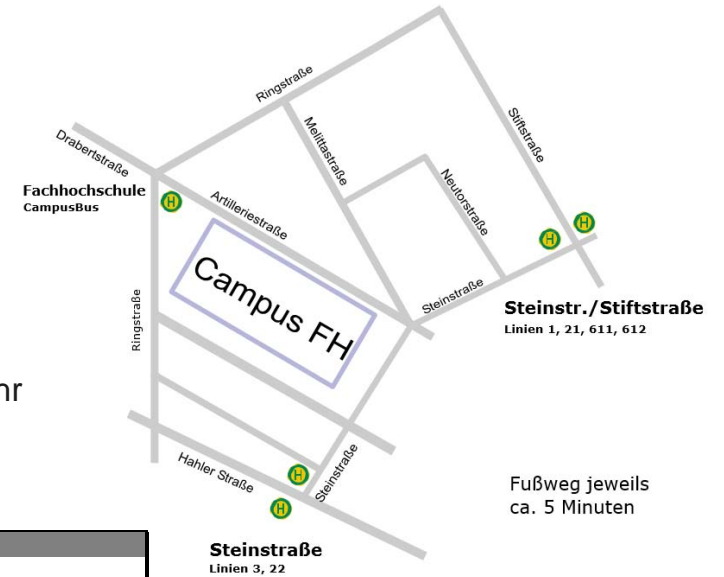 Ringstraße
Stiftstraße
Melittastraße
Drabertstraße
Neutorstraße
Fachhochschule
CampusBus
H
Artilleriestraße
H
H
Campus FH
Steinstraße
Steinstr./Stiftstraße
Linien 1, 21, 611, 612
Ringstraße
Hahler Straße
H
Steinstraße
H
Fußweg jeweils
ca. 5 Minuten
Steinstraße
Linien 3, 22